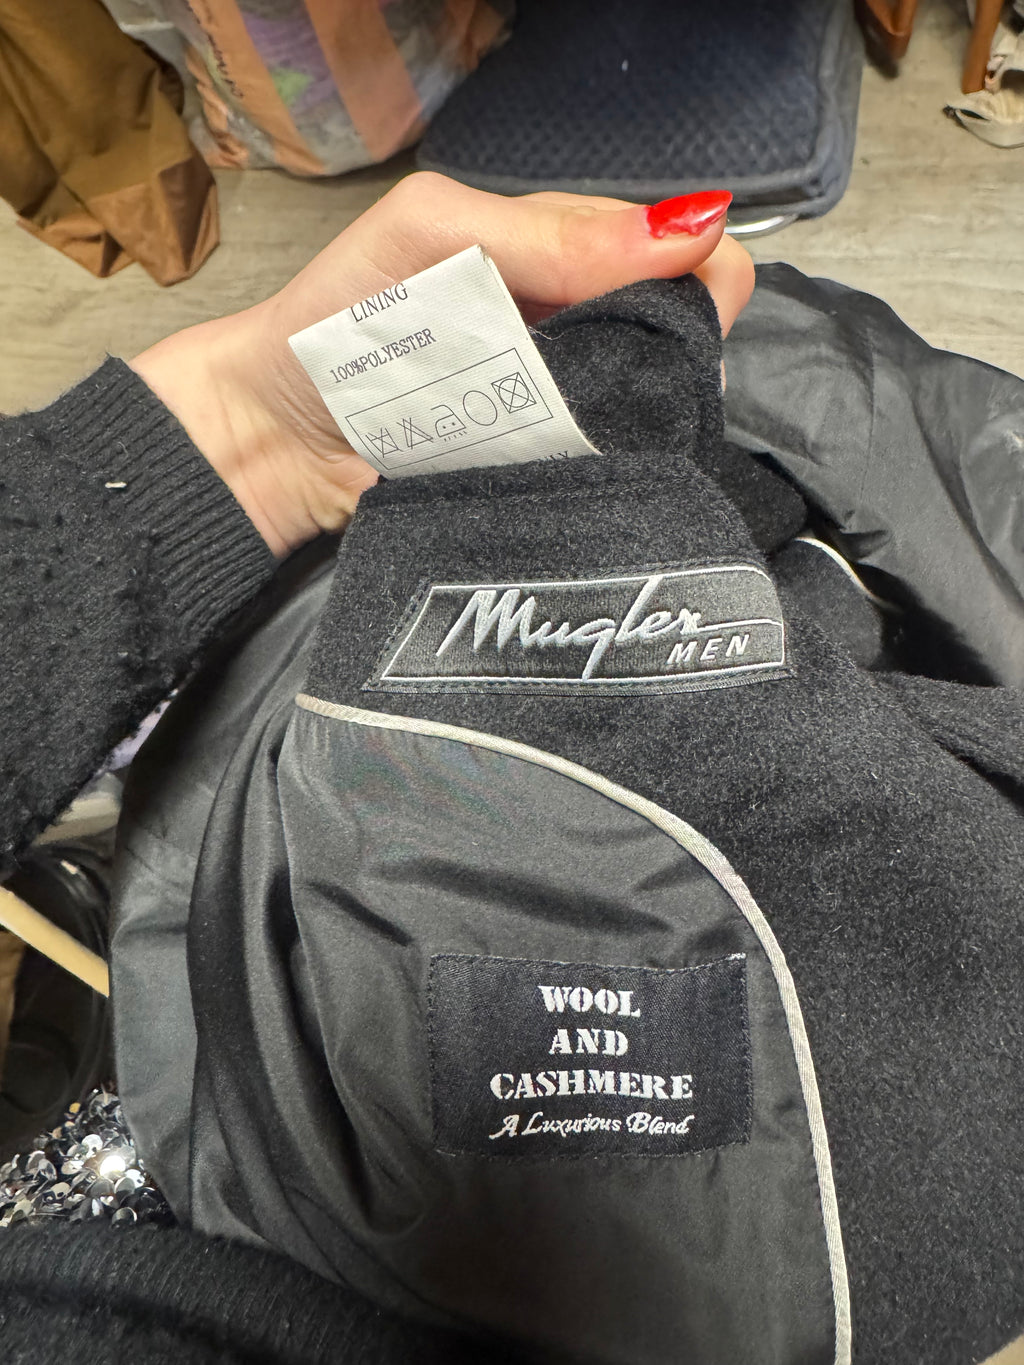 LINING
100%POLYESTER
Mugler
MEN
WOOL
AND
CASHMERE
A Luxurious Blend